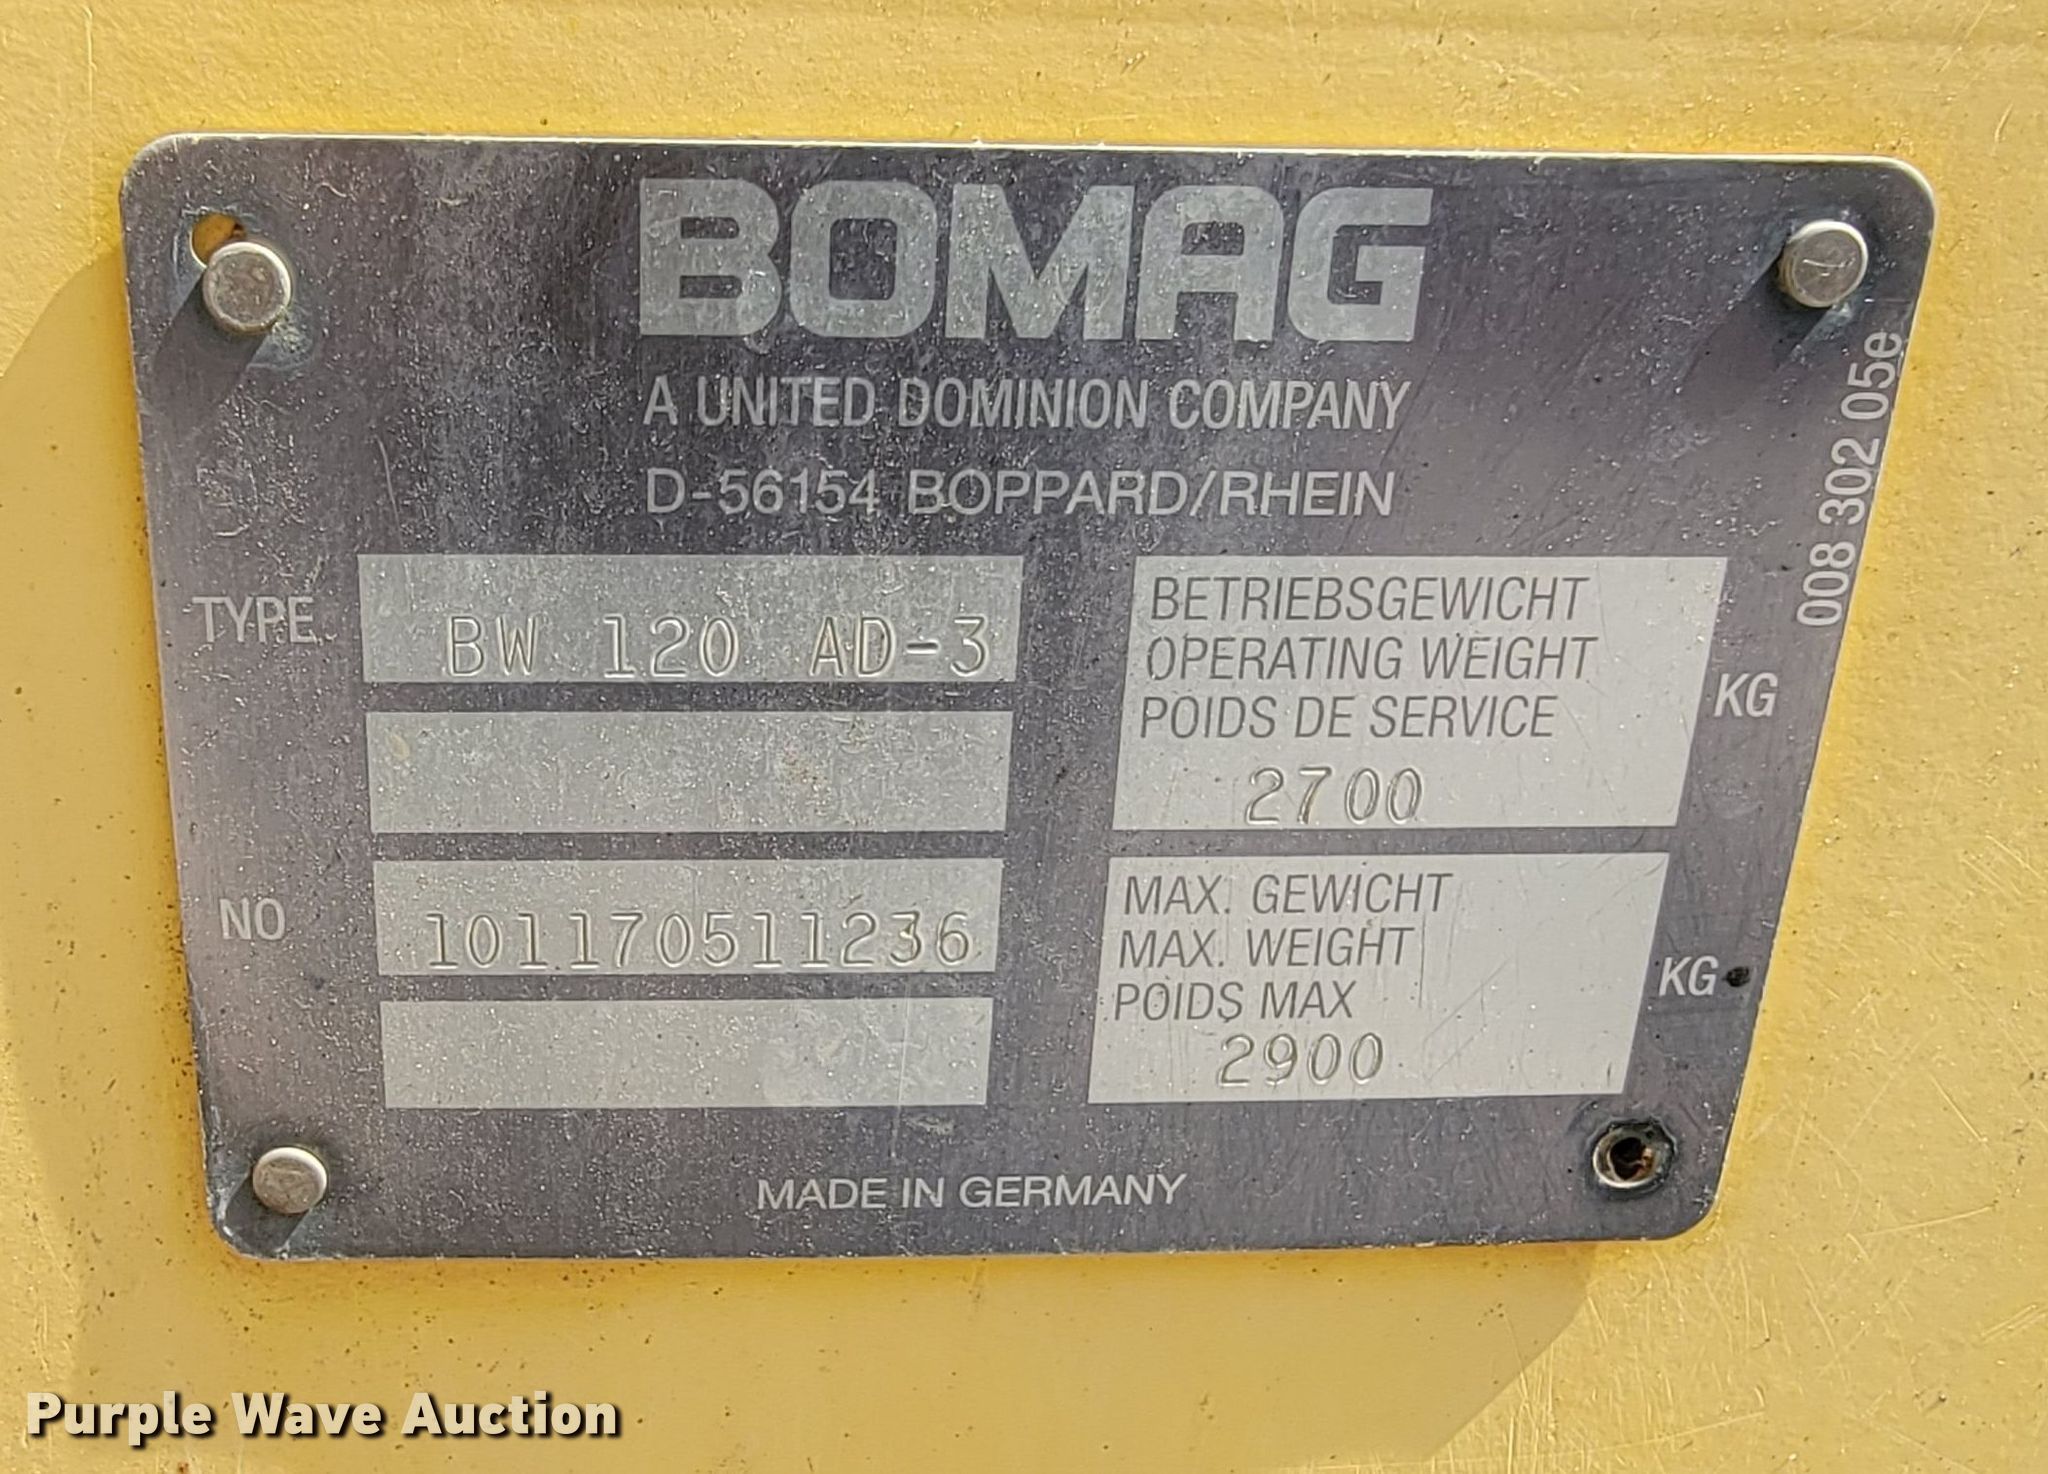 BOMAG
A UNITED DOMINION COMPANY
D-56154 BOPPARD/RHEIN
008 302 05e
TYPE BW 120 AD-3
BETRIEBSGEWICHT
OPERATING WEIGHT
POIDS DE SERVICE
2700 KG
NO 101170511236
MAX. GEWICHT
MAX. WEIGHT
POIDS MAX
2900 KG
MADE IN GERMANY
Purple Wave Auction